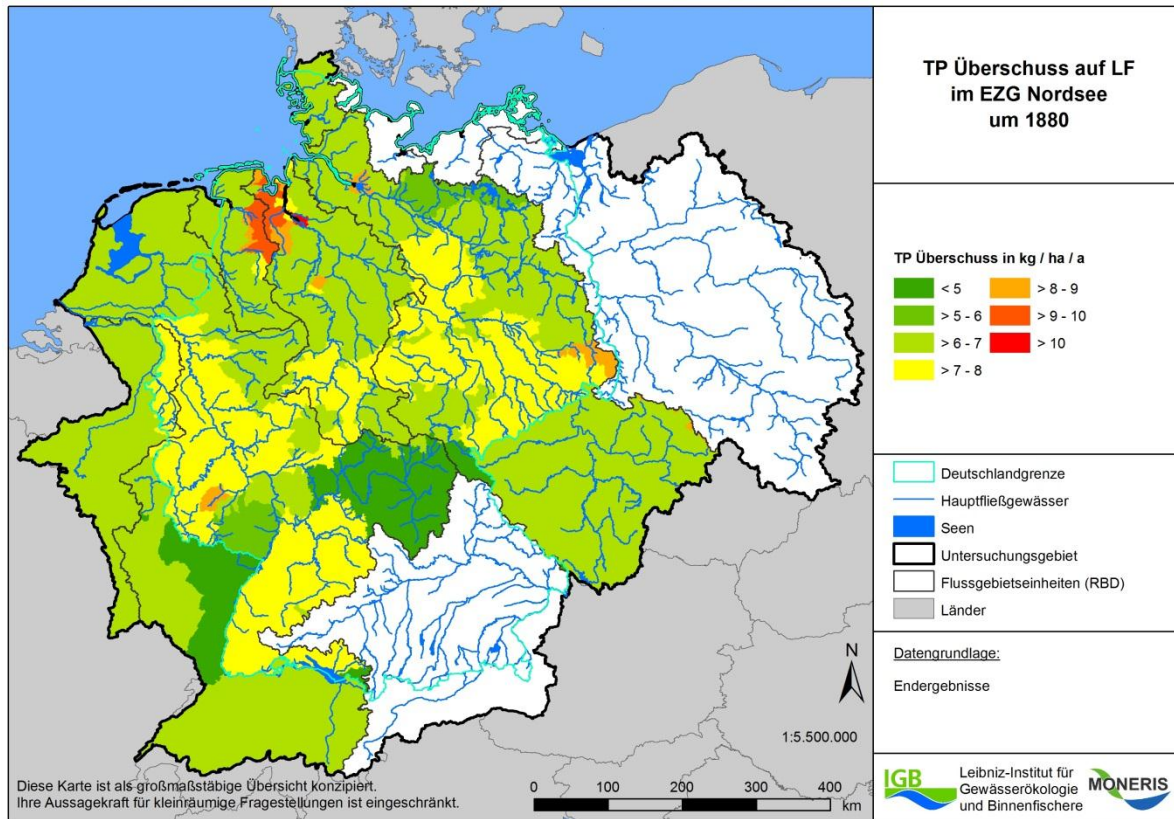 TP Überschuss auf LF
im EZG Nordsee
um 1880
TP Überschuss in kg / ha / a
< 5
> 5 - 6
> 6 - 7
> 7 - 8
> 8 - 9
> 9 - 10
> 10
Deutschlandgrenze
Hauptfließgewässer
Seen
Untersuchungsgebiet
Flussgebietseinheiten (RBD)
Länder
Datengrundlage:
Endergebnisse
N
1:5.500.000
Diese Karte ist als großmaßstäbige Übersicht konzipiert.
Ihre Aussagekraft für kleinräumige Fragestellungen ist eingeschränkt.
0 100 200 300 400
km
IGB
Leibniz-Institut für
Gewässerökologie
und Binnenfischere
MONERIS